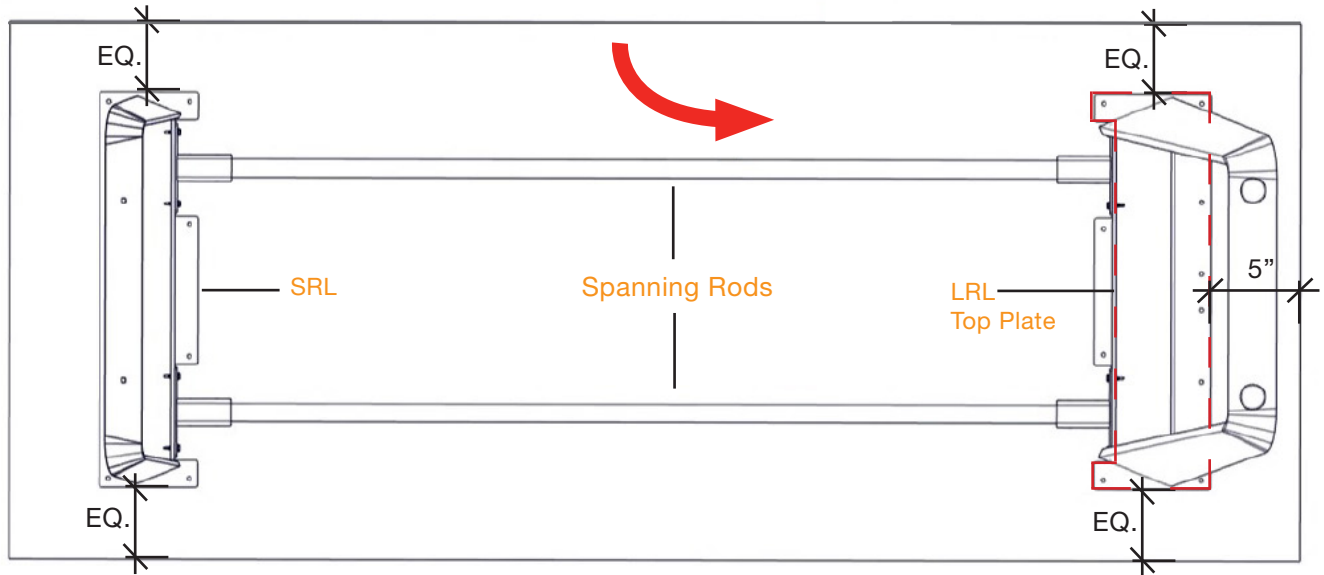 EQ.
EQ.
5”
SRL
Spanning Rods
LRL
Top Plate
EQ.
EQ.